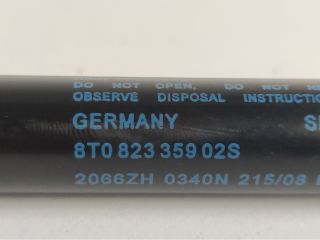 DO NOT OPEN, DO NOT
OBSERVE DISPOSAL INSTRUCTION
GERMANY
8T0 823 359 02S
2066ZH 0340N 215/08